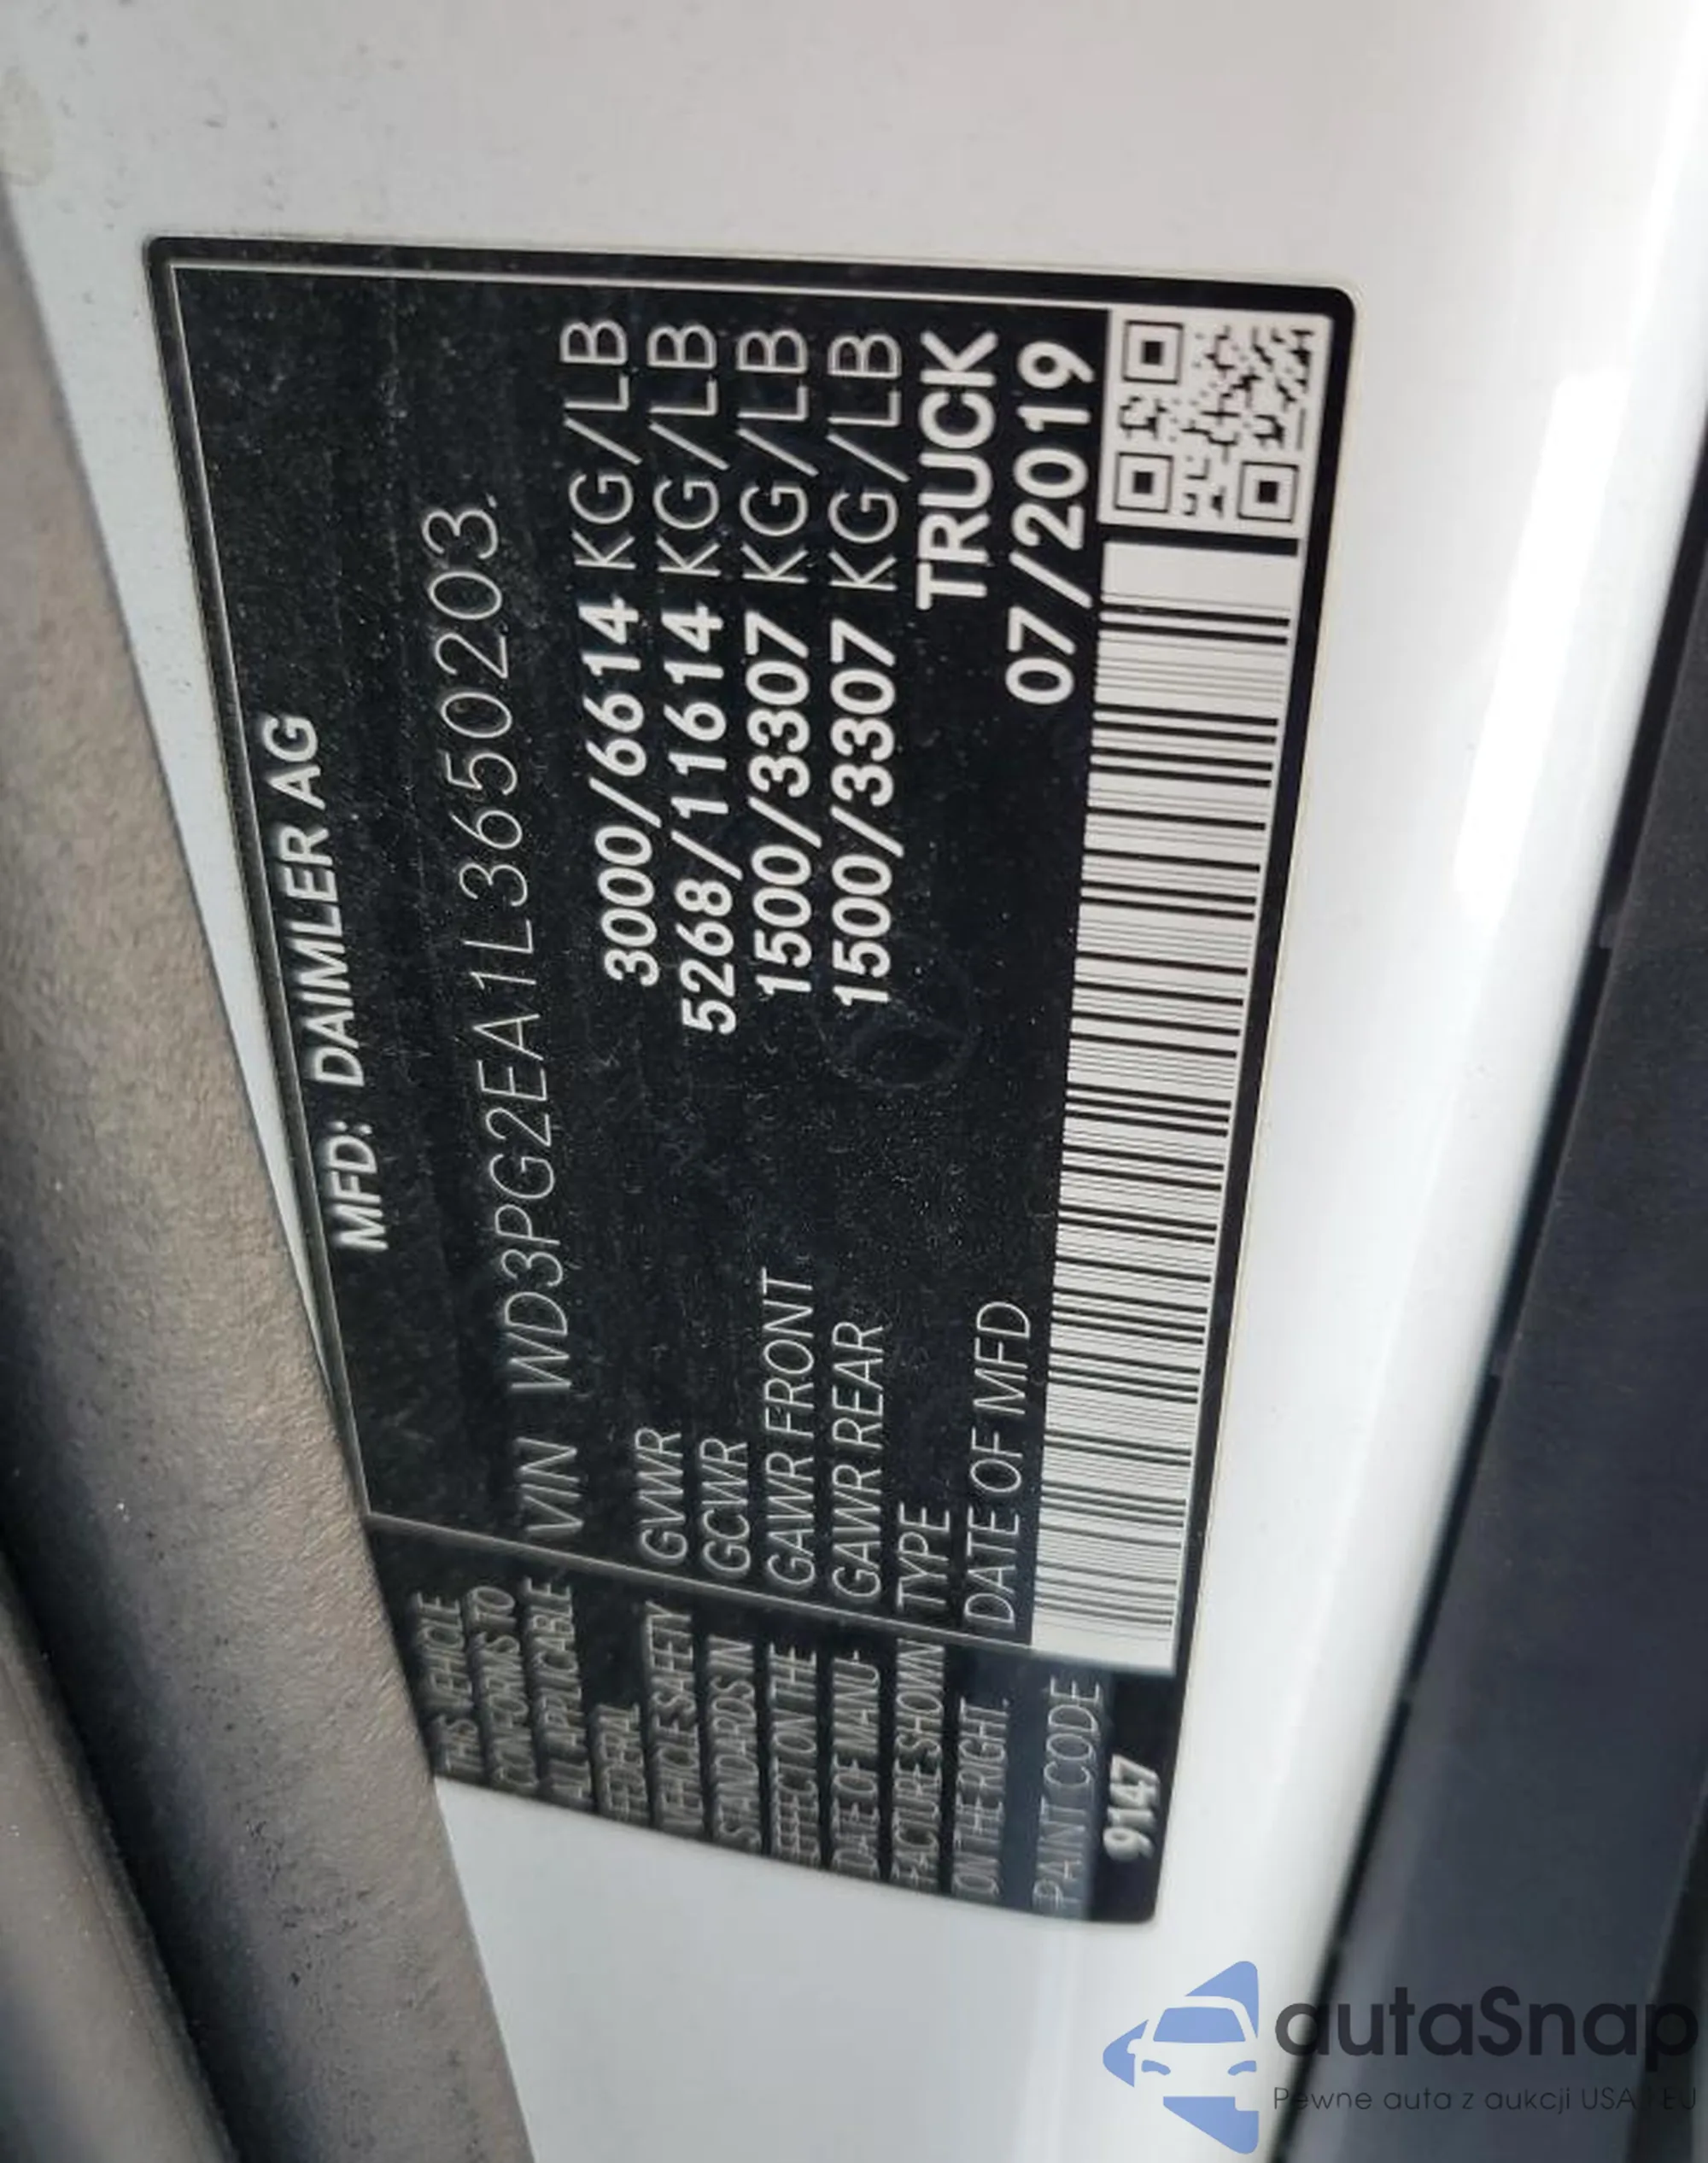 MFD: DAIMLER AG
VIN WD3PG2EA1L3650203
GVWR 3000/6614 KG/LB
GCWR 5268/11614 KG/LB
GAWR FRONT 1500/3307 KG/LB
GAWR REAR 1500/3307 KG/LB
TYPE TRUCK
DATE OF MFD 07/2019
THIS VEHICLE
CONFORMS TO
ALL APPLICABLE
FEDERAL
VEHICLE SAFETY
STANDARDS IN
EFFECT ON THE
DATE OF MANU-
FACTURE SHOWN
ON THE RIGHT.
PAINT CODE
9147
autaSnap
Pewne auta z aukcji USA i EU